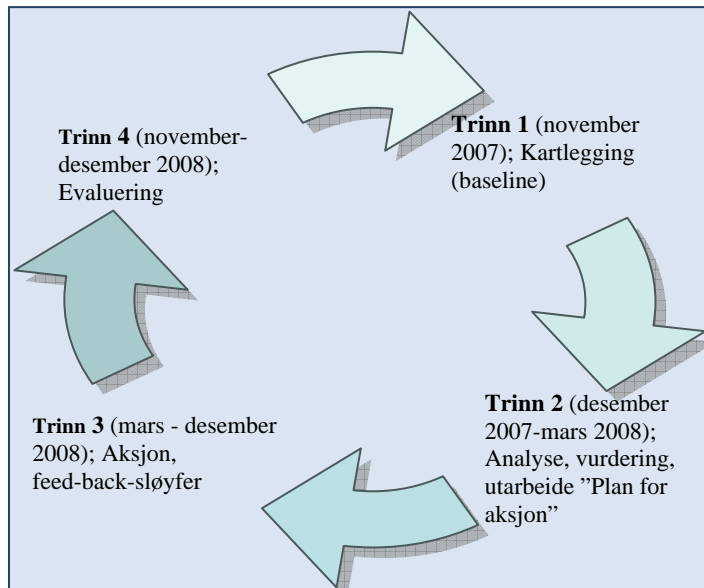 Trinn 1 (november
2007); Kartlegging
(baseline)
Trinn 2 (desember
2007-mars 2008);
Analyse, vurdering,
utarbeide ”Plan for
aksjon”
Trinn 3 (mars - desember
2008); Aksjon,
feed-back-sløyfer
Trinn 4 (november-
desember 2008);
Evaluering